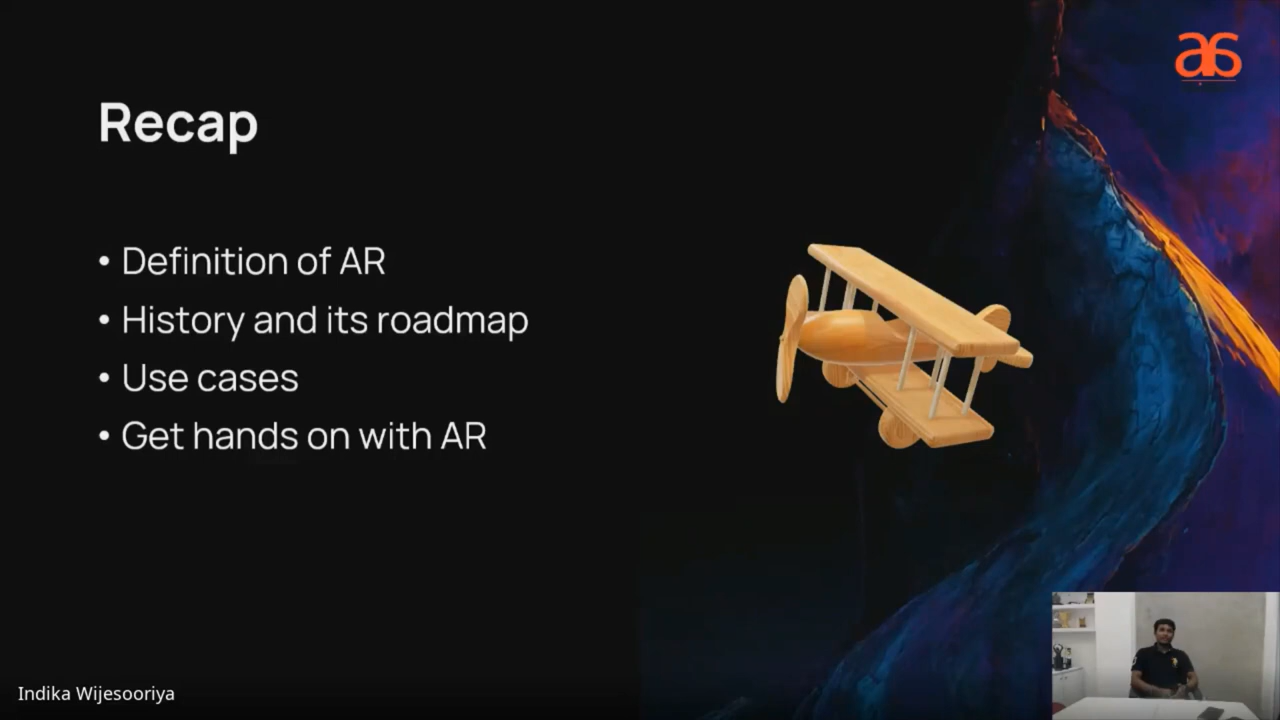 Recap
• Definition of AR
• History and its roadmap
• Use cases
• Get hands on with AR
Indika Wijesooriya